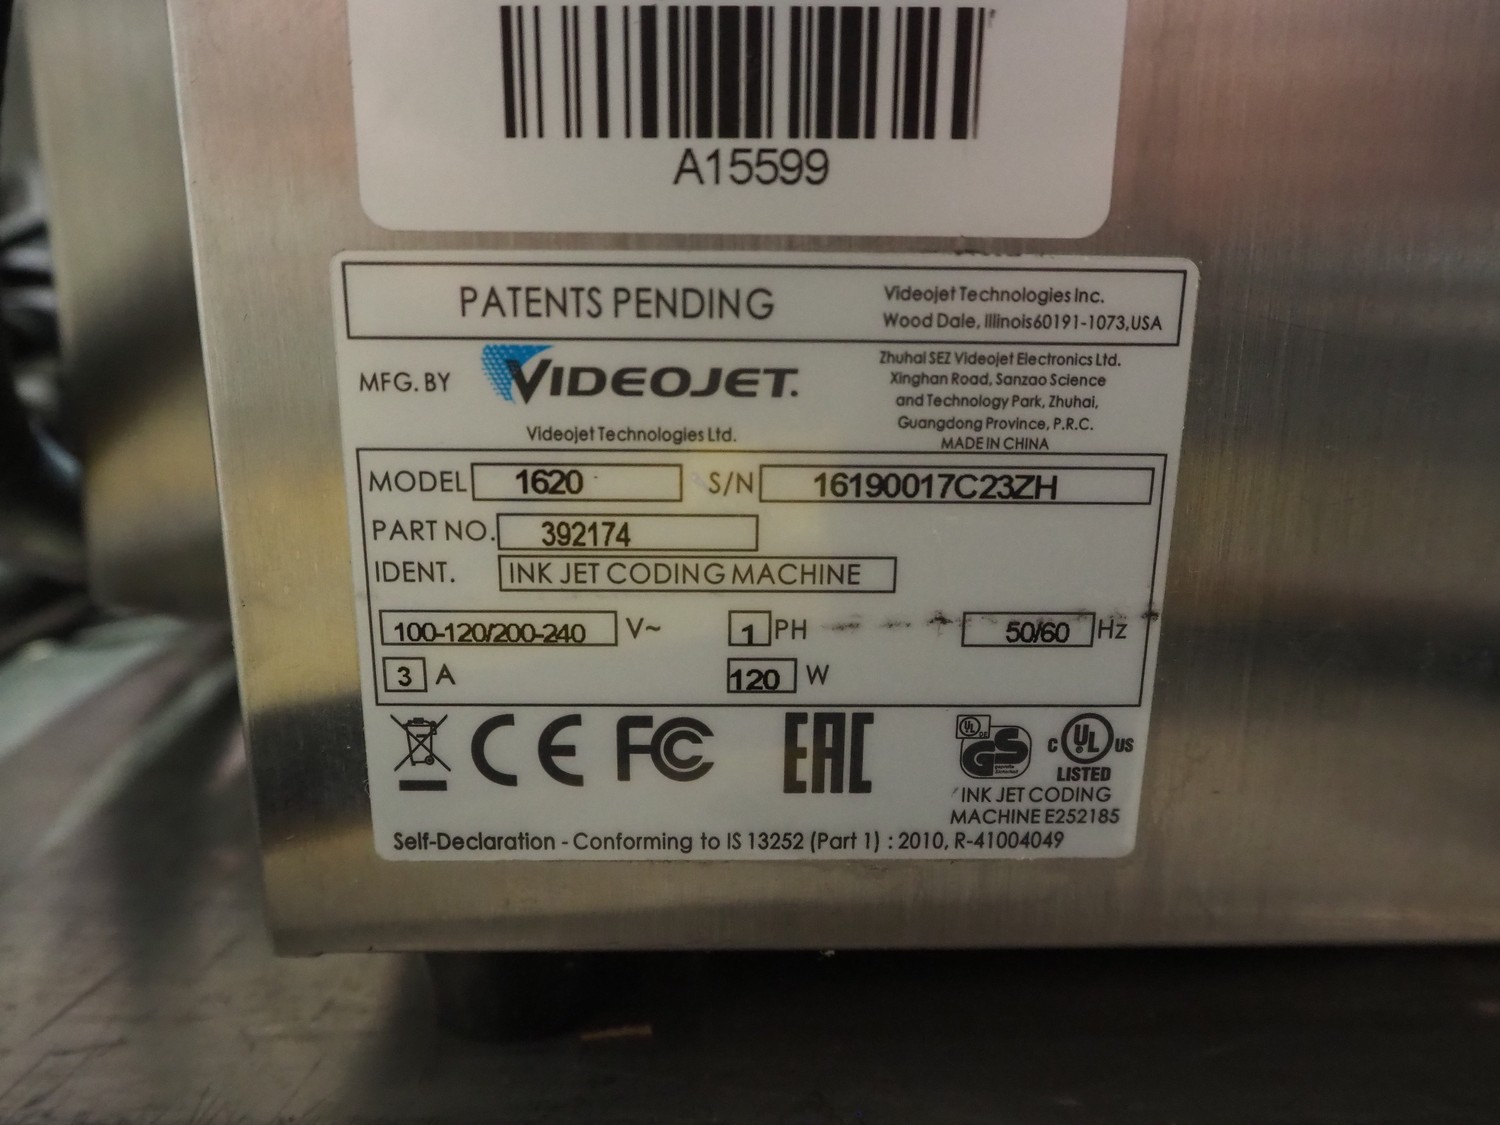 A15599
PATENTS PENDING
Videojet Technologies Inc.
Wood Dale, Illinois60191-1073,USA
MFG. BY
VIDEOJET.
Videojet Technologies Ltd.
Zhuhai SEZ Videojet Electronics Ltd.
Xinghan Road, Sanzao Science
and Technology Park, Zhuhai,
Guangdong Province, P.R.C.
MADE IN CHINA
MODEL 1620 S/N 16190017C23ZH
PART NO. 392174
IDENT. INK JET CODING MACHINE
100-120/200-240 V~ 1 PH 50/60 Hz
3 A 120 W
CE FC EAC
UL GS
C UL US
LISTED
INK JET CODING
MACHINE E252185
Self-Declaration - Conforming to IS 13252 (Part 1) : 2010, R-41004049